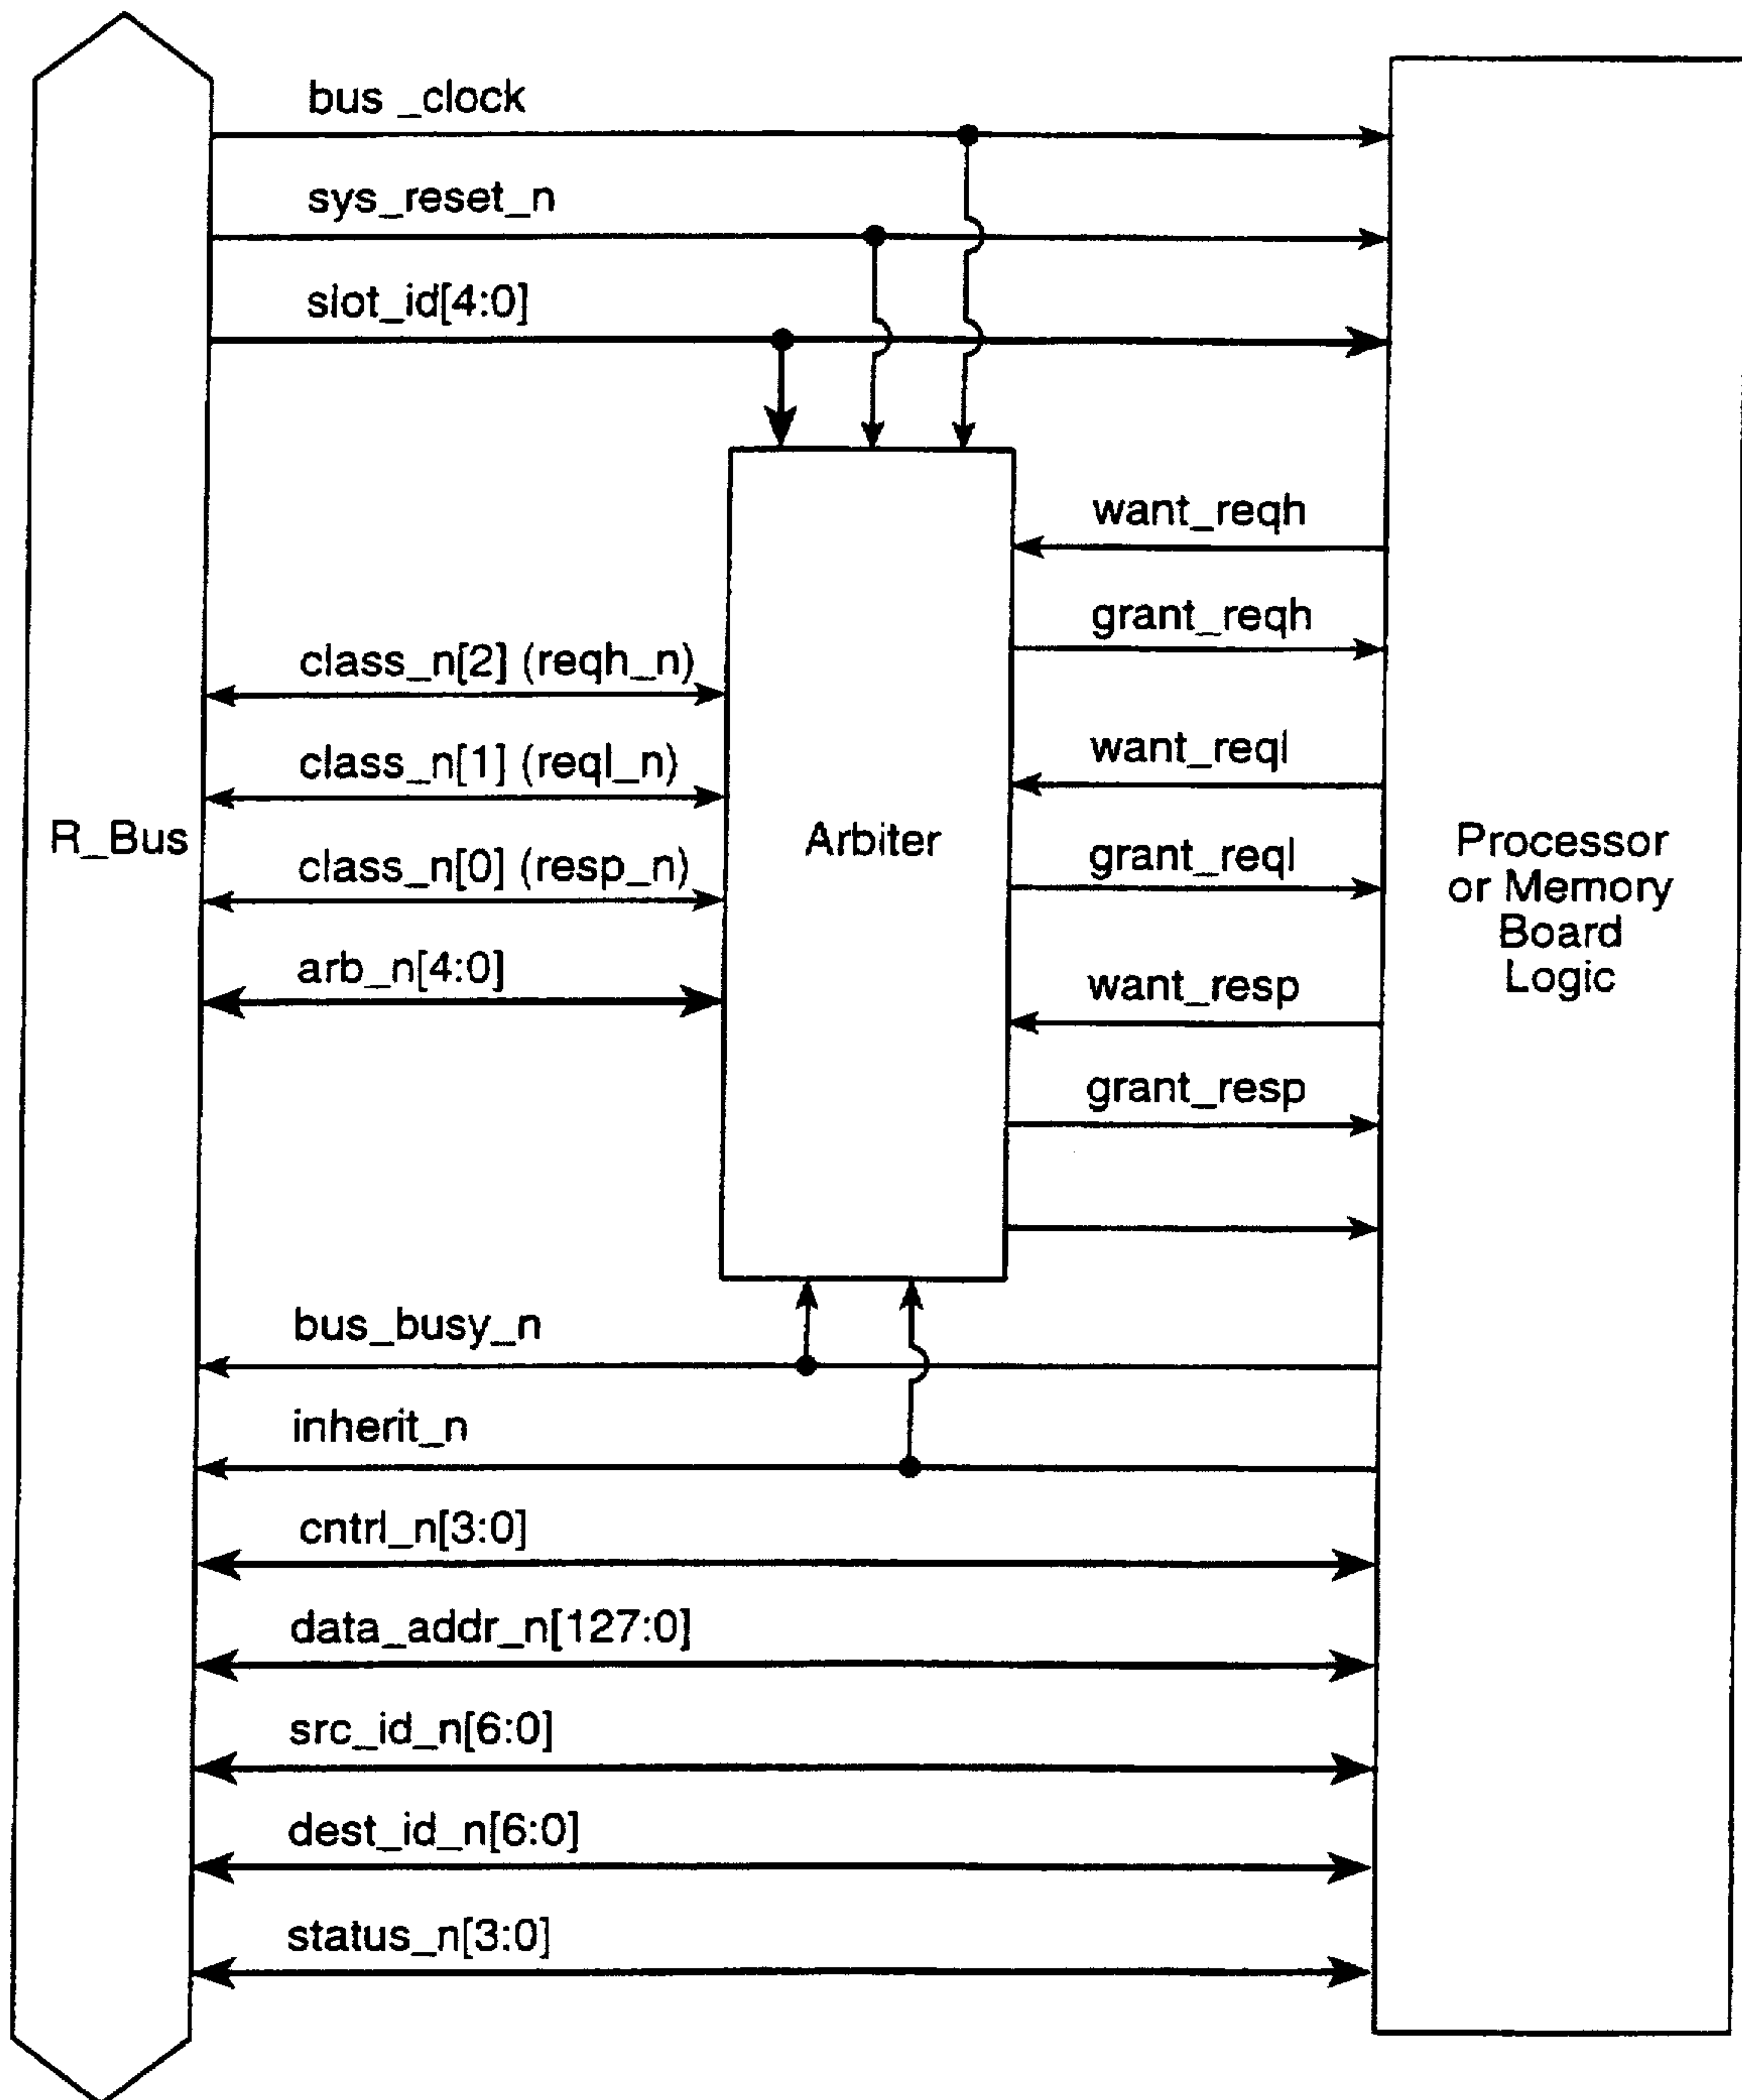 bus _clock
sys_reset_n
slot_id[4:0]
want_reqh
grant_reqh
class_n[2] (reqh_n)
want_reql
class_n[1] (reql_n)
R_Bus
Arbiter
Processor
or Memory
Board
Logic
grant_reql
class_n[0] (resp_n)
arb_n[4:0]
want_resp
grant_resp
bus_busy_n
inherit_n
cntrl_n[3:0]
data_addr_n[127:0]
src_id_n[6:0]
dest_id_n[6:0]
status_n[3:0]